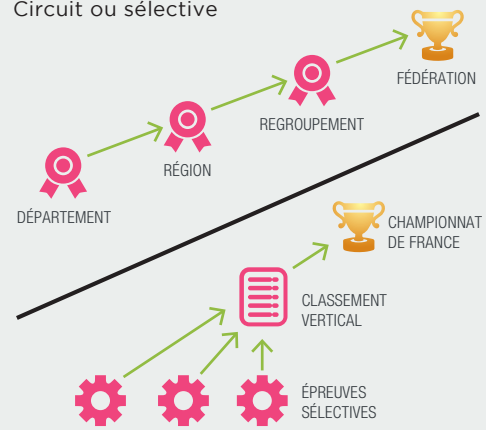 Circuit ou sélective
FÉDÉRATION
REGROUPEMENT
RÉGION
DÉPARTEMENT
CHAMPIONNAT
DE FRANCE
CLASSEMENT
VERTICAL
ÉPREUVES
SÉLECTIVES